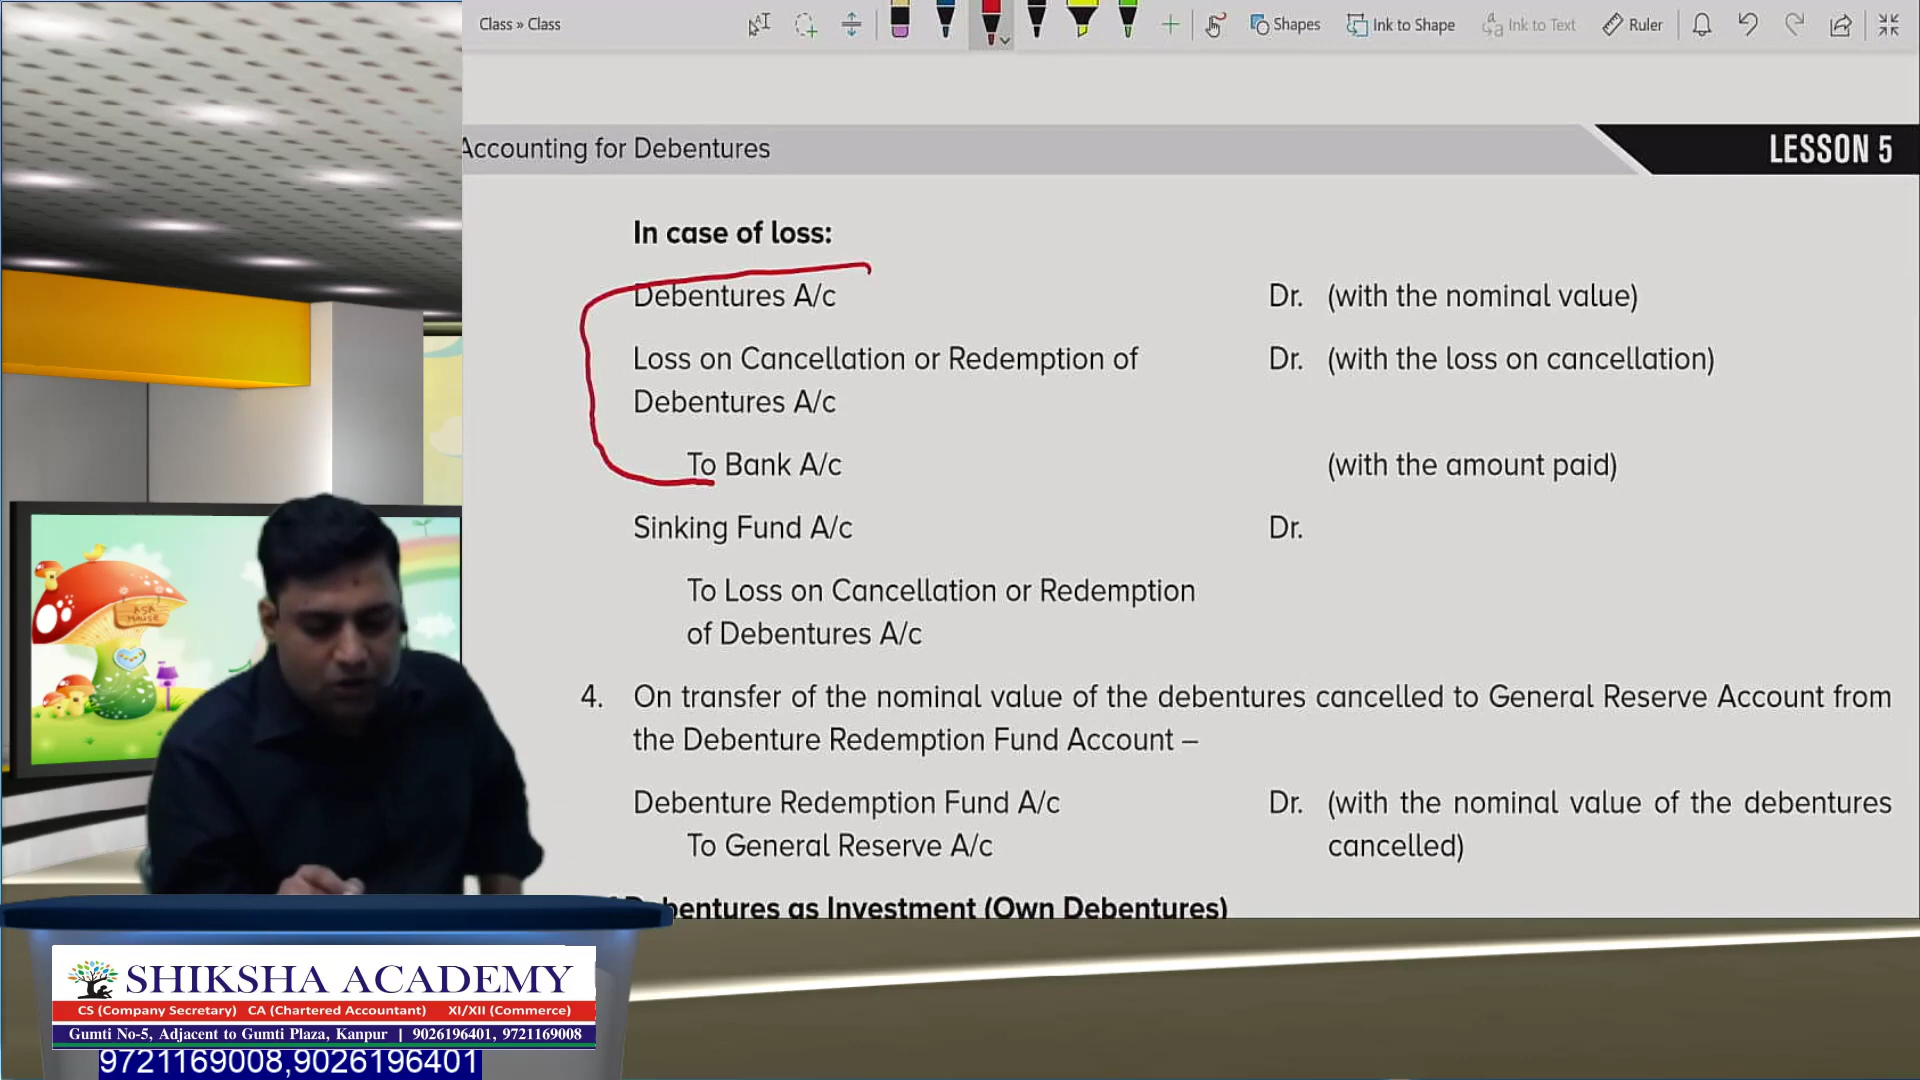 Class » Class
Shapes
Ink to Shape
Ink to Text
Ruler
Accounting for Debentures
LESSON 5
In case of loss:
Debentures A/c Dr. (with the nominal value)
Loss on Cancellation or Redemption of Dr. (with the loss on cancellation)
Debentures A/c
To Bank A/c (with the amount paid)
Sinking Fund A/c Dr.
To Loss on Cancellation or Redemption
of Debentures A/c
4. On transfer of the nominal value of the debentures cancelled to General Reserve Account from
the Debenture Redemption Fund Account –
Debenture Redemption Fund A/c Dr. (with the nominal value of the debentures
To General Reserve A/c cancelled)
Debentures as Investment (Own Debentures)
SHIKSHA ACADEMY
CS (Company Secretary) CA (Chartered Accountant) XI/XII (Commerce)
Gumti No-5, Adjacent to Gumti Plaza, Kanpur | 9026196401, 9721169008
9721169008,9026196401